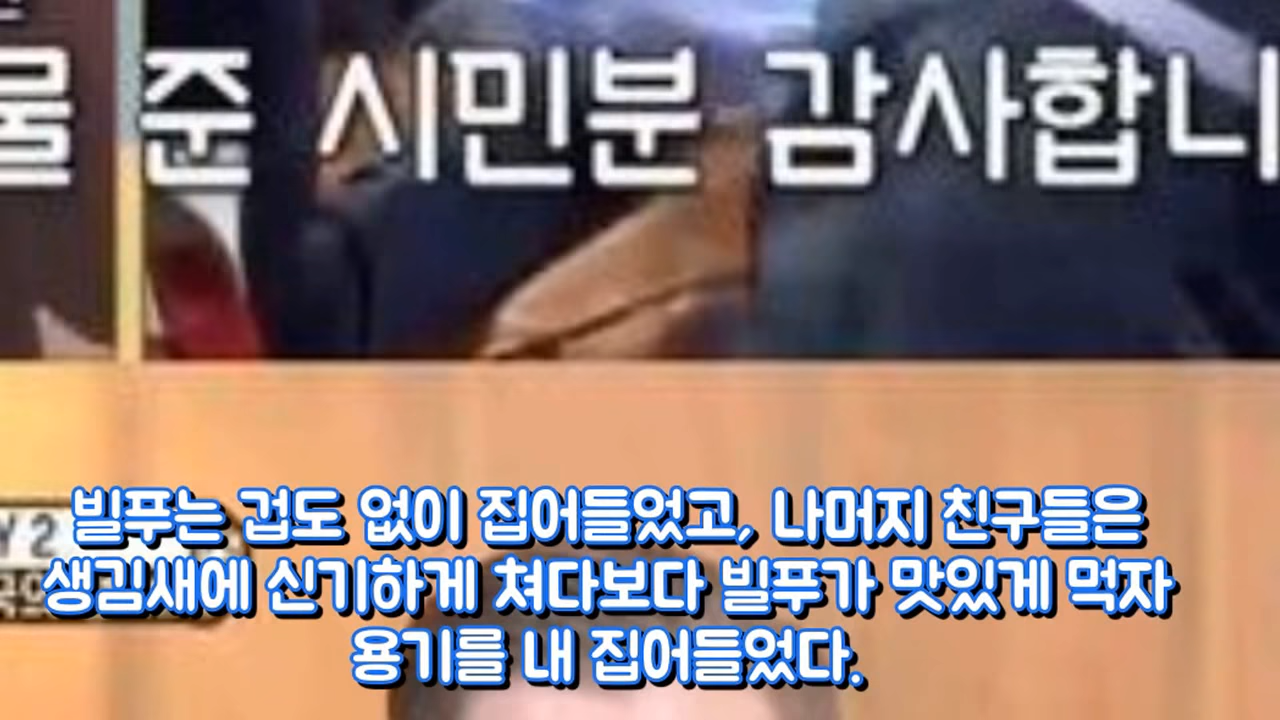 물 준 시민분 감사합니
Y 2
빌푸는 겁도 없이 집어들었고, 나머지 친구들은
생김새에 신기하게 쳐다보다 빌푸가 맛있게 먹자
용기를 내 집어들었다.